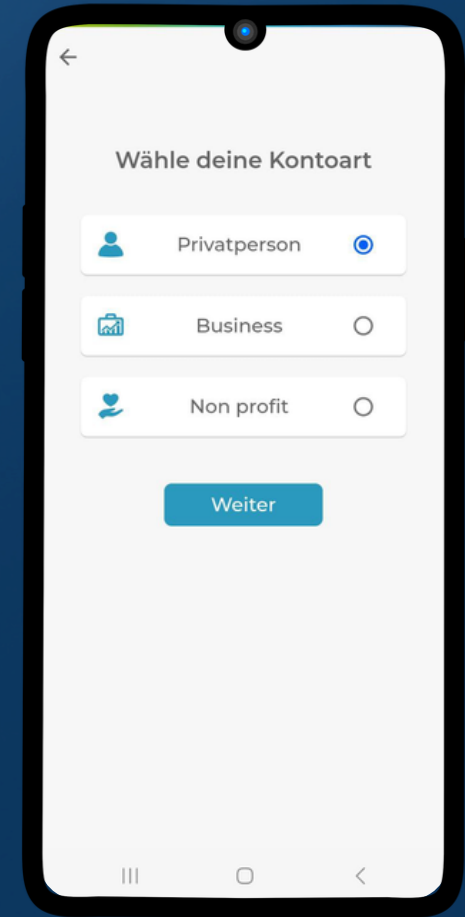 Wähle deine Kontoart
Privatperson
Business
Non profit
Weiter